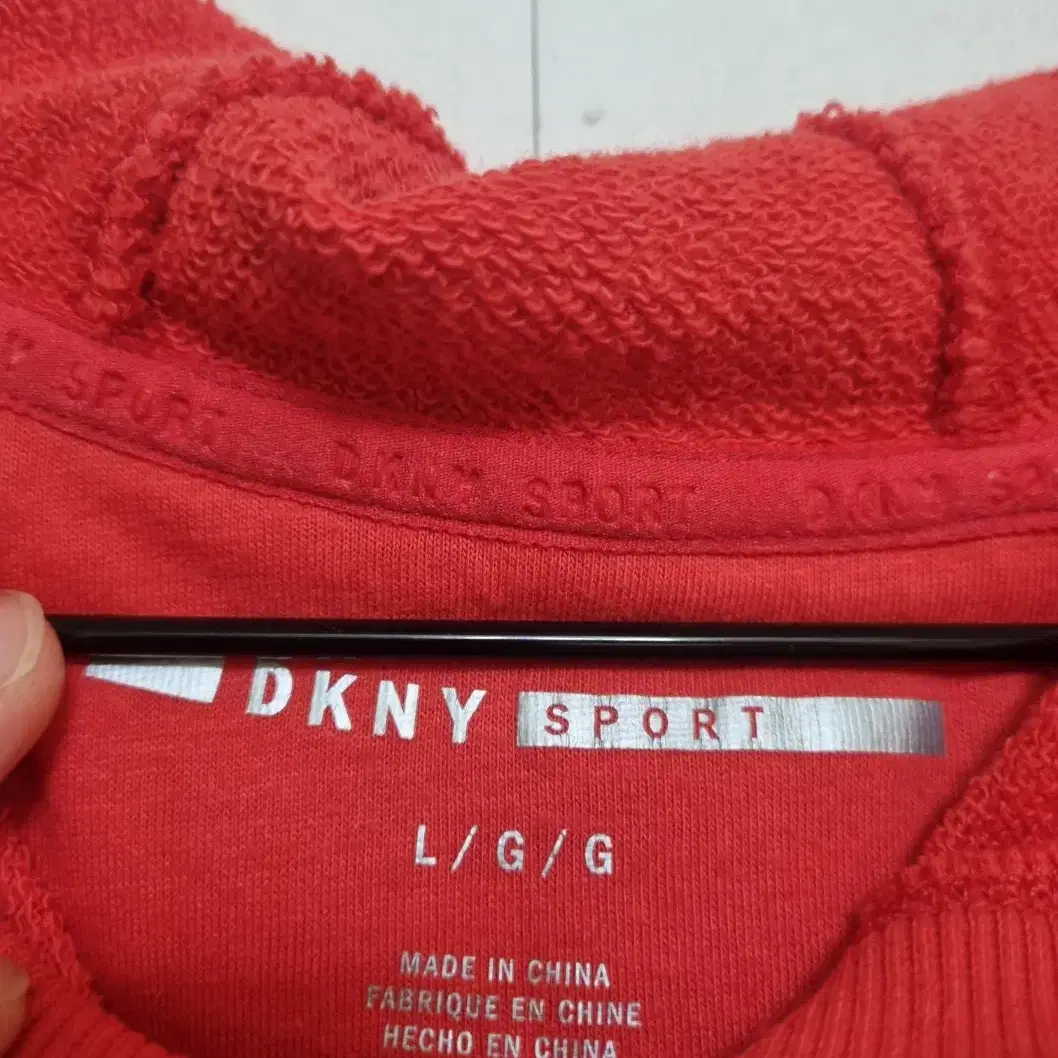 SPORT DKNY SPORT DKNY
DKNY SPORT
L/G/G
MADE IN CHINA
FABRIQUE EN CHINE
HECHO EN CHINA